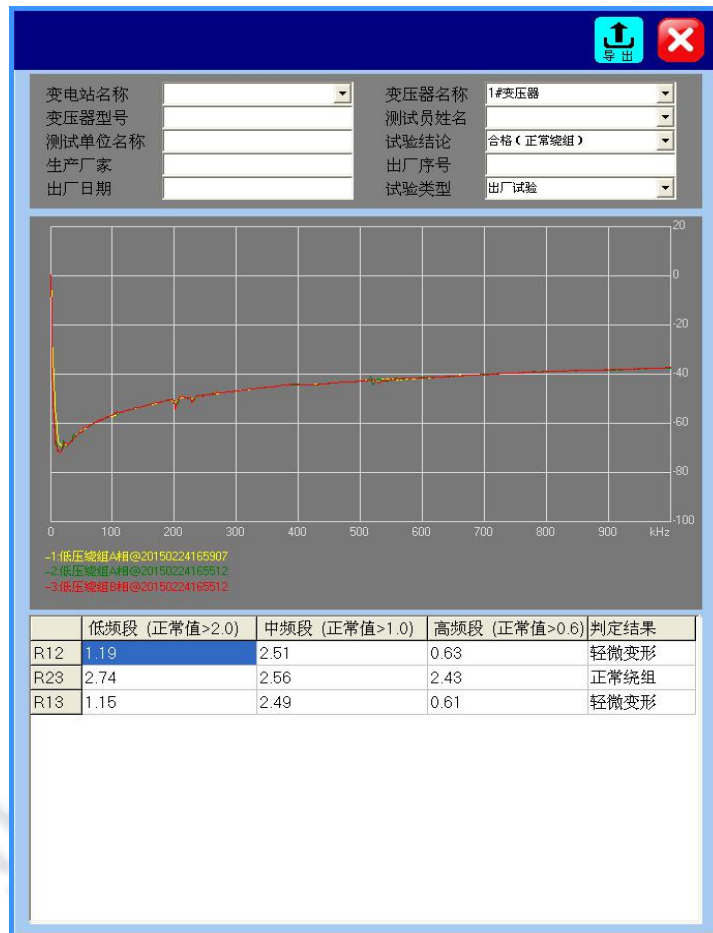 导出
变电站名称 变压器名称 1#变压器
变压器型号 测试员姓名
测试单位名称 试验结论 合格(正常绕组)
生产厂家 出厂序号
出厂日期 试验类型 出厂试验
20
0
-20
-40
-60
-80
-100
0 100 200 300 400 500 600 700 800 900 kHz
-1:低压绕组A相@20150224165907
-2:低压绕组A相@20150224165512
-3:低压绕组B相@20150224165512
低频段 (正常值>2.0) 中频段 (正常值>1.0) 高频段 (正常值>0.6) 判定结果
R12 1.19 2.51 0.63 轻微变形
R23 2.74 2.56 2.43 正常绕组
R13 1.15 2.49 0.61 轻微变形